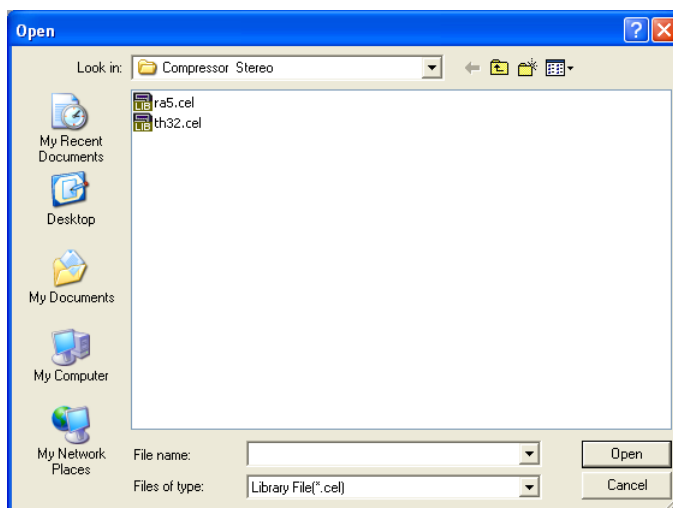 Open
Look in: Compressor Stereo
ra5.cel
th32.cel
My Recent
Documents
Desktop
My Documents
My Computer
My Network
Places
File name:
Open
Files of type: Library File(*.cel)
Cancel